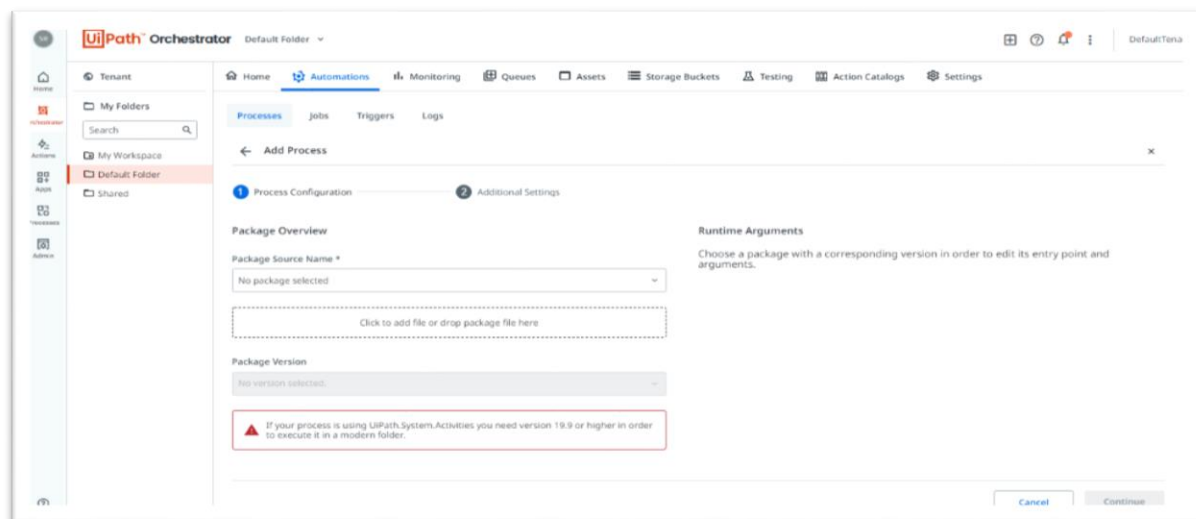 UiPath Orchestrator Default Folder DefaultTena
Home Tenant Home Automations Monitoring Queues Assets Storage Buckets Testing Action Catalogs Settings
My Folders
Processes Jobs Triggers Logs
Search
Actions My Workspace Add Process
Default Folder
Apps Shared 1 Process Configuration 2 Additional Settings
Package Overview Runtime Arguments
Admin Package Source Name * Choose a package with a corresponding version in order to edit its entry point and
arguments.
No package selected
Click to add file or drop package file here
Package Version
No version selected.
If your process is using UiPath.System.Activities you need version 19.9 or higher in order
to execute it in a modern folder.
Cancel Continue